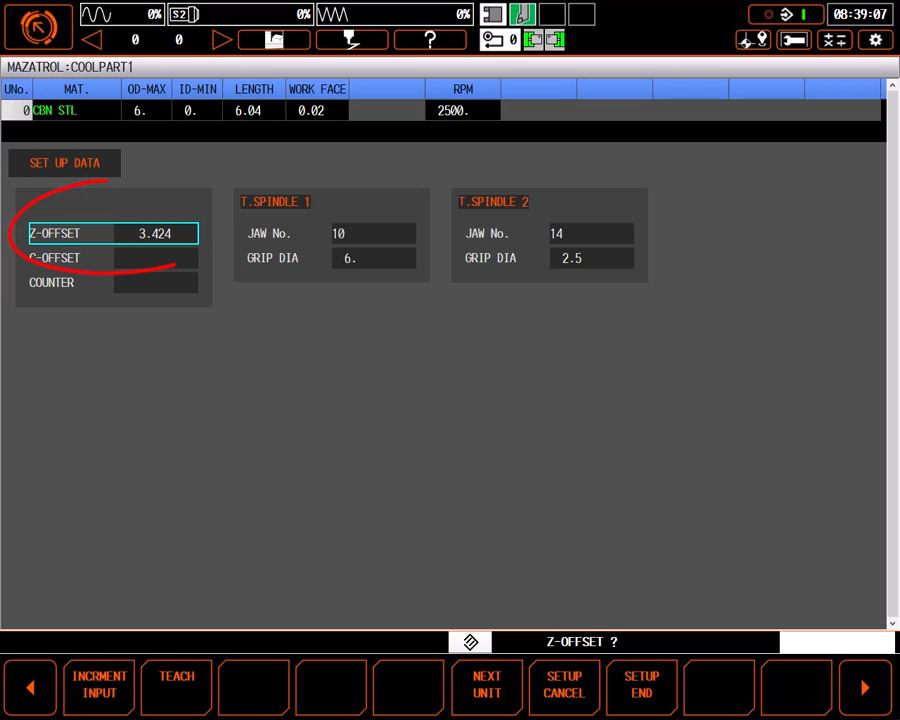 0% S2 0% 0% 08:39:07
0 0 ? 0
MAZATROL:COOLPART1
UNo. MAT. OD-MAX ID-MIN LENGTH WORK FACE RPM
0 CBN STL 6. 0. 6.04 0.02 2500.
SET UP DATA
T.SPINDLE 1 T.SPINDLE 2
Z-OFFSET 3.424 JAW No. 10 JAW No. 14
C-OFFSET GRIP DIA 6. GRIP DIA 2.5
COUNTER
Z-OFFSET ?
INCRMENT INPUT
TEACH
NEXT UNIT
SETUP CANCEL
SETUP END